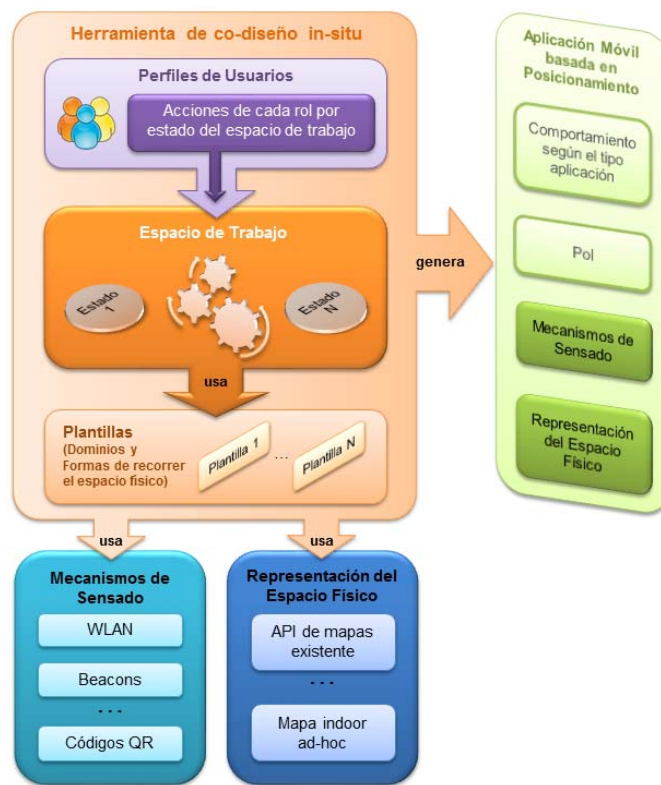 Herramienta de co-diseño in-situ
Perfiles de Usuarios
Acciones de cada rol por
estado del espacio de trabajo
Espacio de Trabajo
Estado
1
Estado
N
usa
Plantillas
(Dominios y
Formas de recorrer
el espacio físico)
Plantilla 1
...
Plantilla N
usa
usa
Mecanismos de
Sensado
WLAN
Beacons
. . .
Códigos QR
Representación del
Espacio Físico
API de mapas
existente
. . .
Mapa indoor
ad-hoc
genera
Aplicación Móvil
basada en
Posicionamiento
Comportamiento
según el tipo
aplicación
PoI
Mecanismos de
Sensado
Representación
del Espacio
Físico